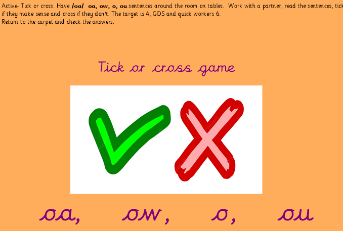 Active- Tick or cross. Have /oa/ oa, ow, o, ou sentences around the room on tables. Work with a partner, read the sentences, tick
if they make sense and cross if they don't. The target is 4, GDS and quick workers 6.
Return to the carpet and check the answers.
Tick or cross game
oa, ow, o, ou